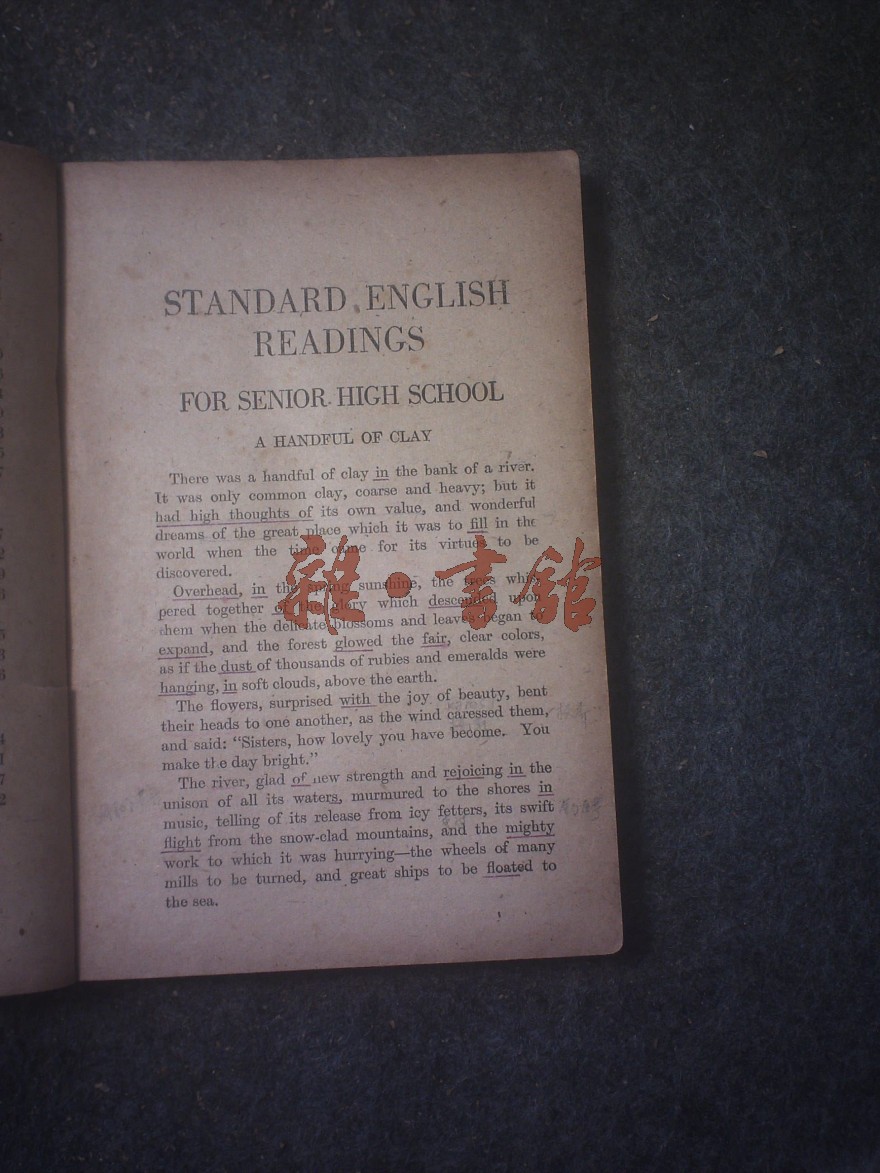 STANDARD ENGLISH
READINGS
FOR SENIOR HIGH SCHOOL
A HANDFUL OF CLAY
There was a handful of clay in the bank of a river.
It was only common clay, coarse and heavy; but it
had high thoughts of its own value, and wonderful
dreams of the great place which it was to fill in the
world when the time came for its virtues to be
discovered.
Overhead, in the spring sunshine, the trees whis-
pered together of the glory which descended upon
them when the delicate blossoms and leaves began to
expand, and the forest glowed the fair, clear colors,
as if the dust of thousands of rubies and emeralds were
hanging, in soft clouds, above the earth.
The flowers, surprised with the joy of beauty, bent
their heads to one another, as the wind caressed them,
and said: "Sisters, how lovely you have become. You
make the day bright."
The river, glad of new strength and rejoicing in the
unison of all its waters, murmured to the shores in
music, telling of its release from icy fetters, its swift
flight from the snow-clad mountains, and the mighty
work to which it was hurrying—the wheels of many
mills to be turned, and great ships to be floated to
the sea.
雜·書館